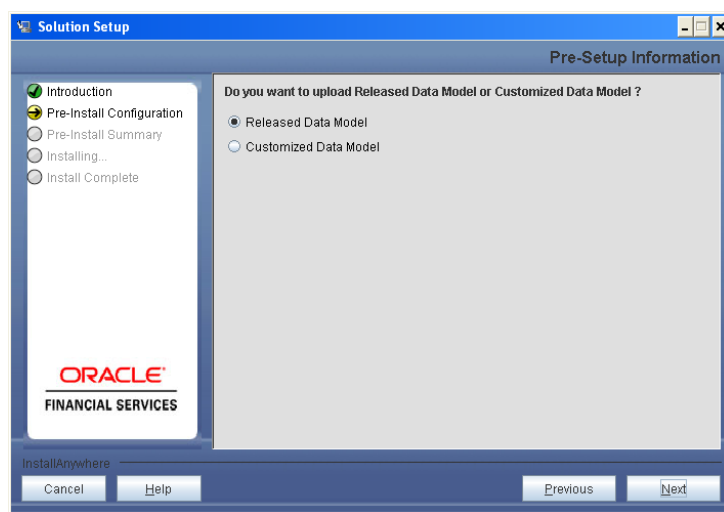 Solution Setup
Pre-Setup Information
Introduction
Pre-Install Configuration
Pre-Install Summary
Installing...
Install Complete
Do you want to upload Released Data Model or Customized Data Model ?
Released Data Model
Customized Data Model
ORACLE
FINANCIAL SERVICES
InstallAnywhere
Cancel
Help
Previous
Next